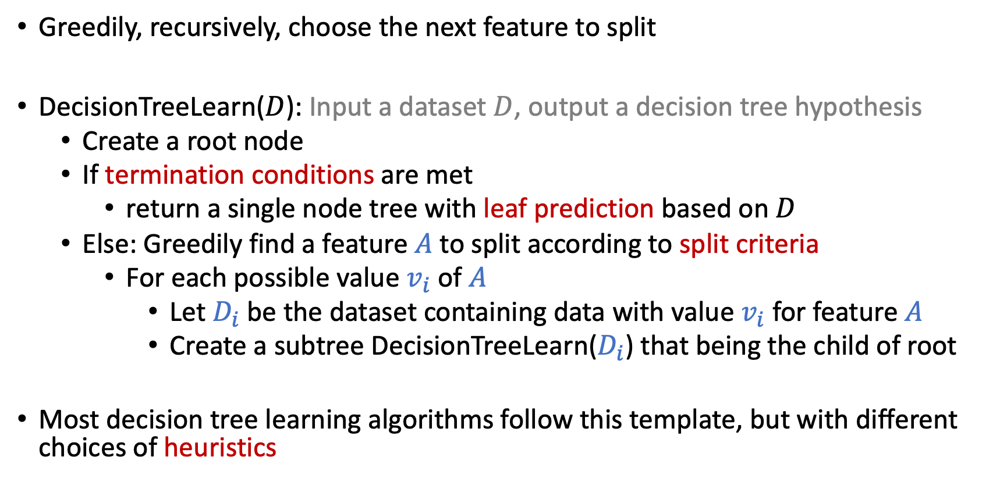 • Greedily, recursively, choose the next feature to split
• DecisionTreeLearn(D): Input a dataset D, output a decision tree hypothesis
• Create a root node
• If termination conditions are met
• return a single node tree with leaf prediction based on D
• Else: Greedily find a feature A to split according to split criteria
• For each possible value vᵢ of A
• Let Dᵢ be the dataset containing data with value vᵢ for feature A
• Create a subtree DecisionTreeLearn(Dᵢ) that being the child of root
• Most decision tree learning algorithms follow this template, but with different
choices of heuristics